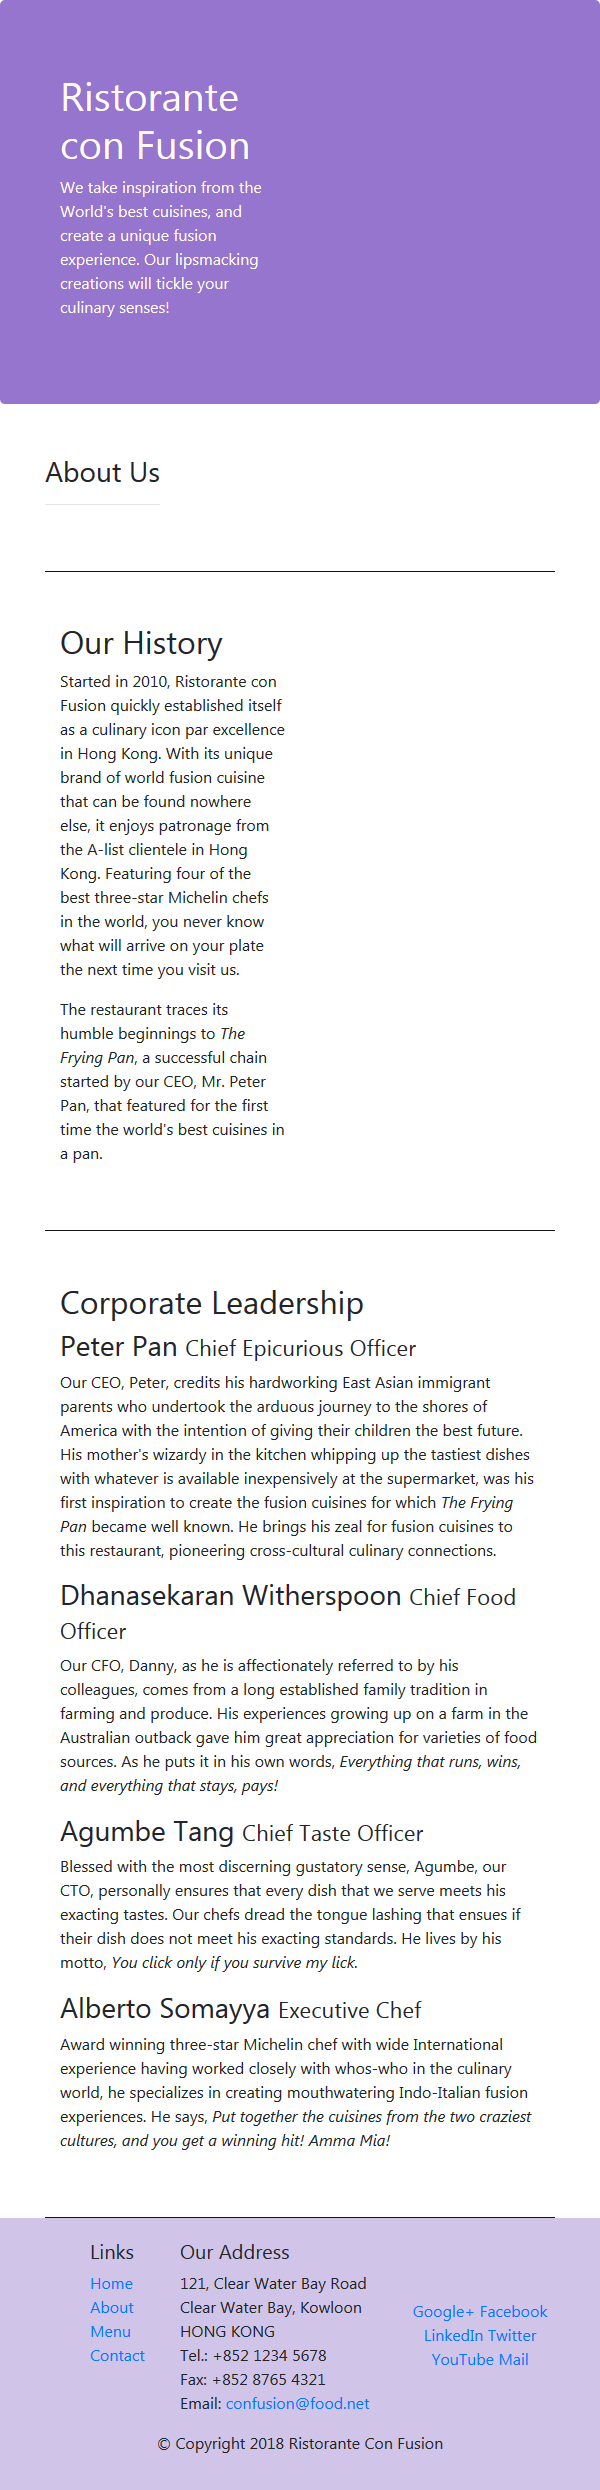 Ristorante
con Fusion
We take inspiration from the
World's best cuisines, and
create a unique fusion
experience. Our lipsmacking
creations will tickle your
culinary senses!
About Us
Our History
Started in 2010, Ristorante con
Fusion quickly established itself
as a culinary icon par excellence
in Hong Kong. With its unique
brand of world fusion cuisine
that can be found nowhere
else, it enjoys patronage from
the A-list clientele in Hong
Kong. Featuring four of the
best three-star Michelin chefs
in the world, you never know
what will arrive on your plate
the next time you visit us.
The restaurant traces its
humble beginnings to The
Frying Pan, a successful chain
started by our CEO, Mr. Peter
Pan, that featured for the first
time the world's best cuisines in
a pan.
Corporate Leadership
Peter Pan Chief Epicurious Officer
Our CEO, Peter, credits his hardworking East Asian immigrant
parents who undertook the arduous journey to the shores of
America with the intention of giving their children the best future.
His mother's wizardy in the kitchen whipping up the tastiest dishes
with whatever is available inexpensively at the supermarket, was his
first inspiration to create the fusion cuisines for which The Frying
Pan became well known. He brings his zeal for fusion cuisines to
this restaurant, pioneering cross-cultural culinary connections.
Dhanasekaran Witherspoon Chief Food
Officer
Our CFO, Danny, as he is affectionately referred to by his
colleagues, comes from a long established family tradition in
farming and produce. His experiences growing up on a farm in the
Australian outback gave him great appreciation for varieties of food
sources. As he puts it in his own words, Everything that runs, wins,
and everything that stays, pays!
Agumbe Tang Chief Taste Officer
Blessed with the most discerning gustatory sense, Agumbe, our
CTO, personally ensures that every dish that we serve meets his
exacting tastes. Our chefs dread the tongue lashing that ensues if
their dish does not meet his exacting standards. He lives by his
motto, You click only if you survive my lick.
Alberto Somayya Executive Chef
Award winning three-star Michelin chef with wide International
experience having worked closely with whos-who in the culinary
world, he specializes in creating mouthwatering Indo-Italian fusion
experiences. He says, Put together the cuisines from the two craziest
cultures, and you get a winning hit! Amma Mia!
Links
Home
About
Menu
Contact
Our Address
121, Clear Water Bay Road
Clear Water Bay, Kowloon
HONG KONG
Tel.: +852 1234 5678
Fax: +852 8765 4321
Email: confusion@food.net
Google+ Facebook
LinkedIn Twitter
YouTube Mail
© Copyright 2018 Ristorante Con Fusion